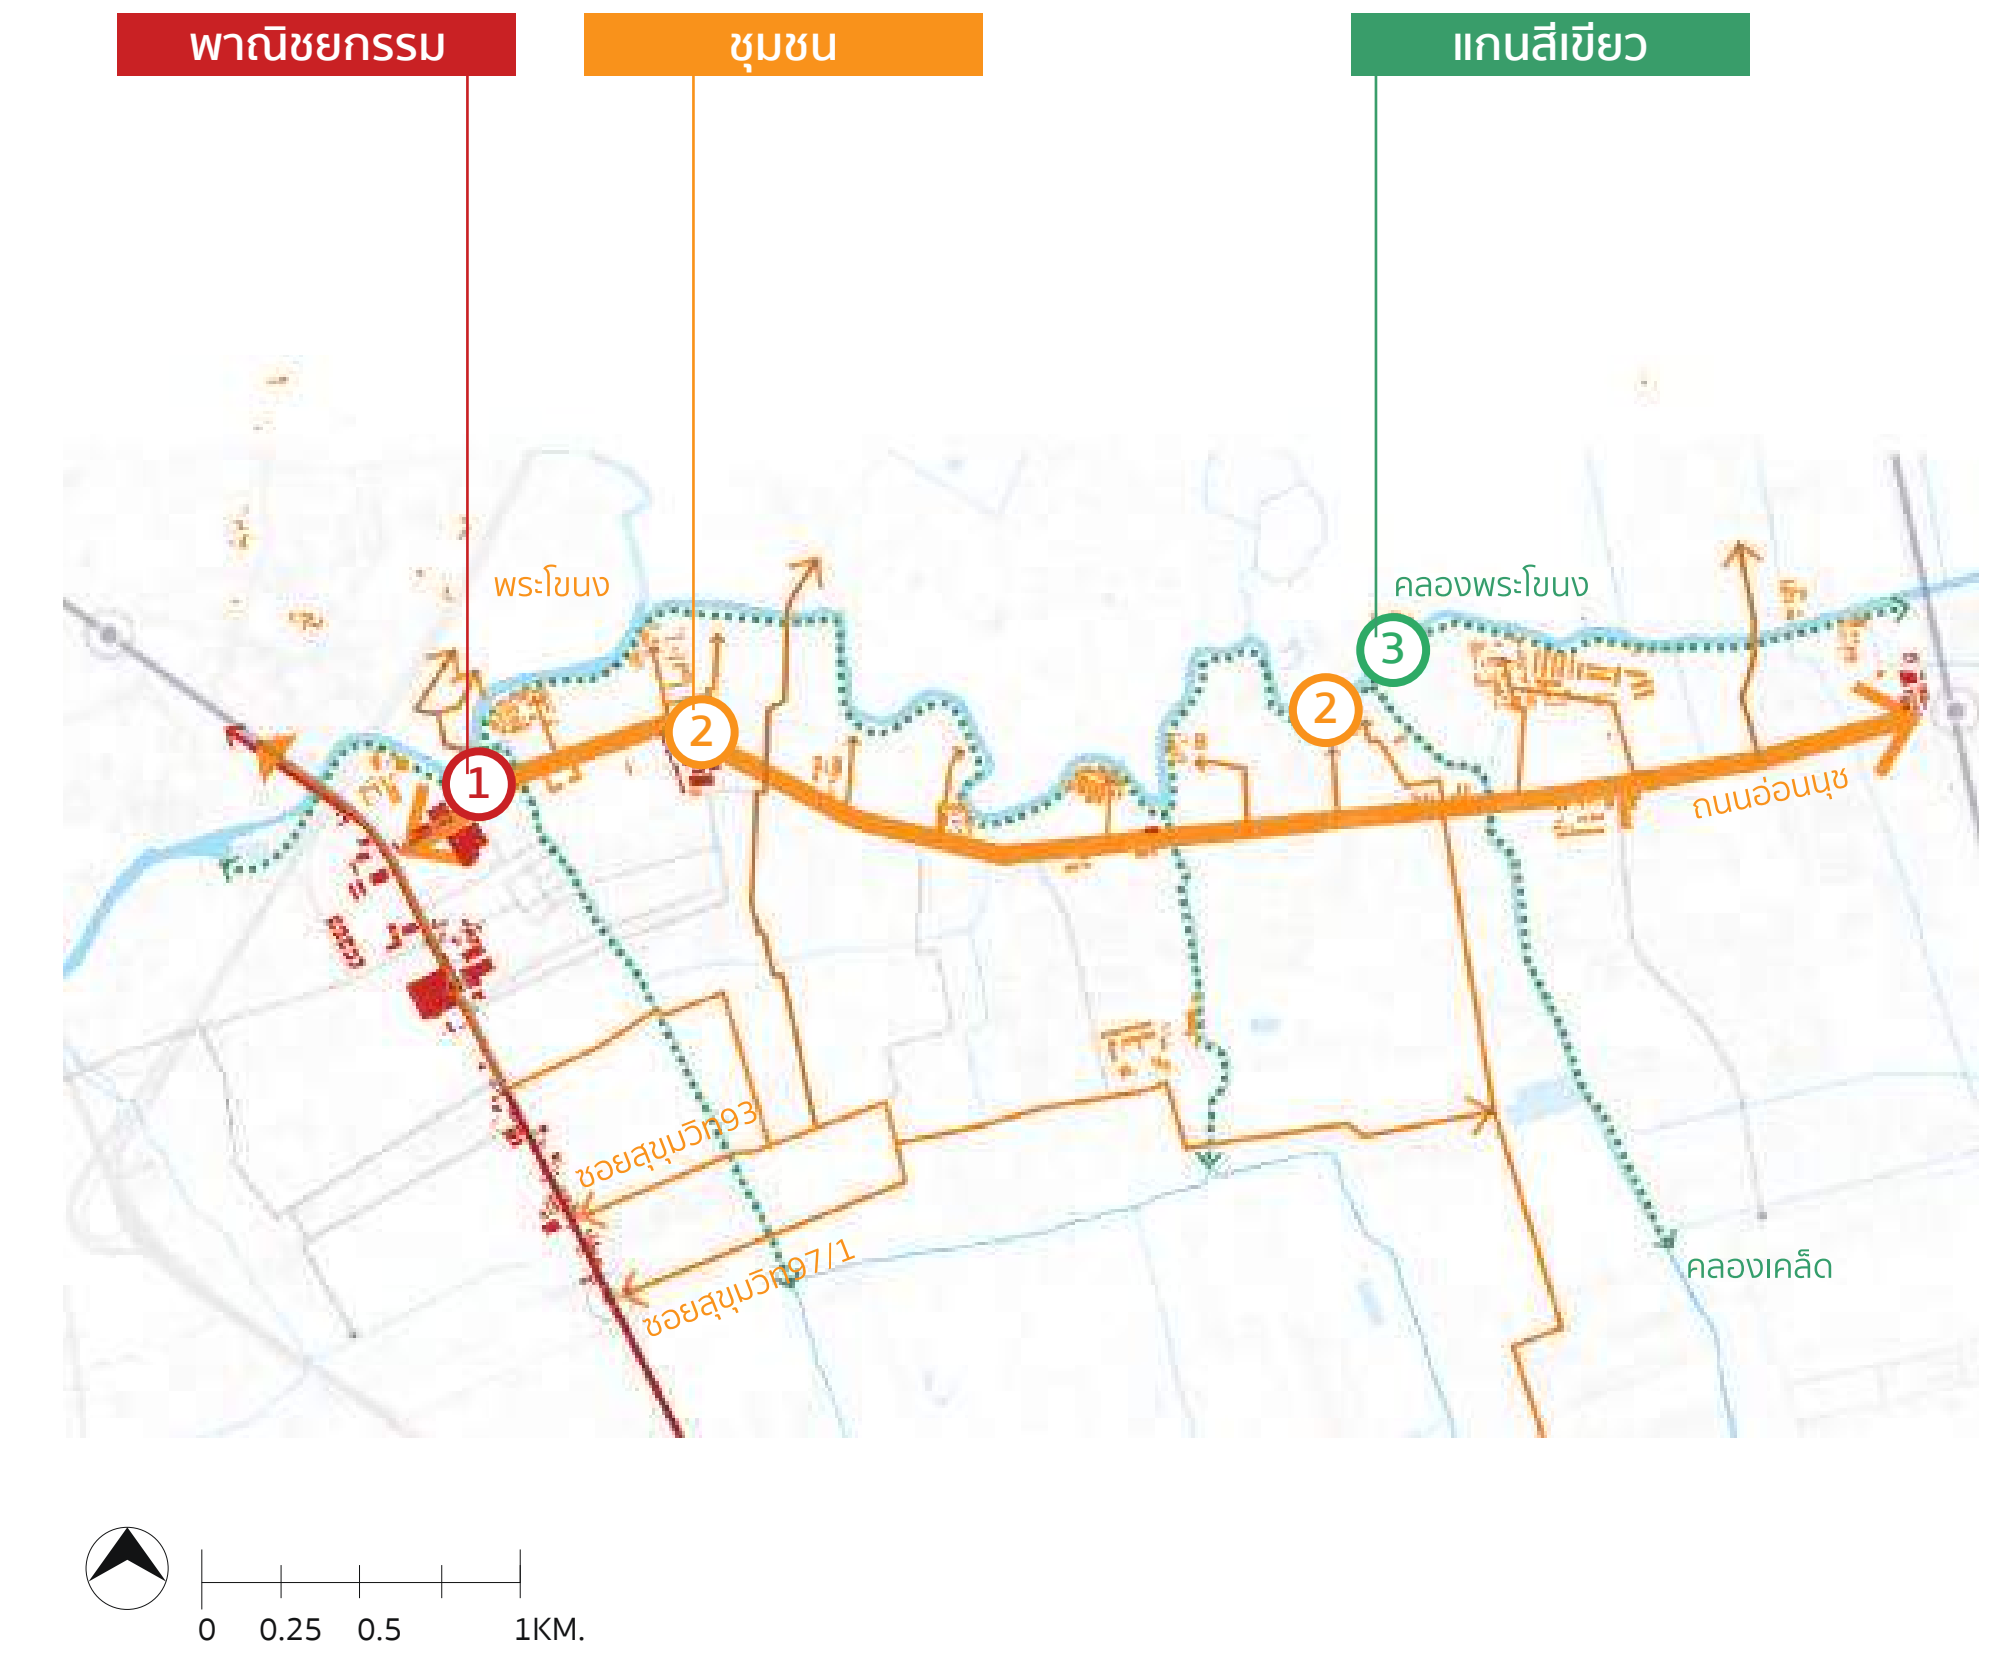 พาณิชยกรรม
ชุมชน
แกนสีเขียว
พระโขนง
คลองพระโขนง
3
2
2
1
ถนนอ่อนนุช
ซอยสุขุมวิท93
ซอยสุขุมวิท97/1
คลองเคล็ด
0 0.25 0.5 1KM.